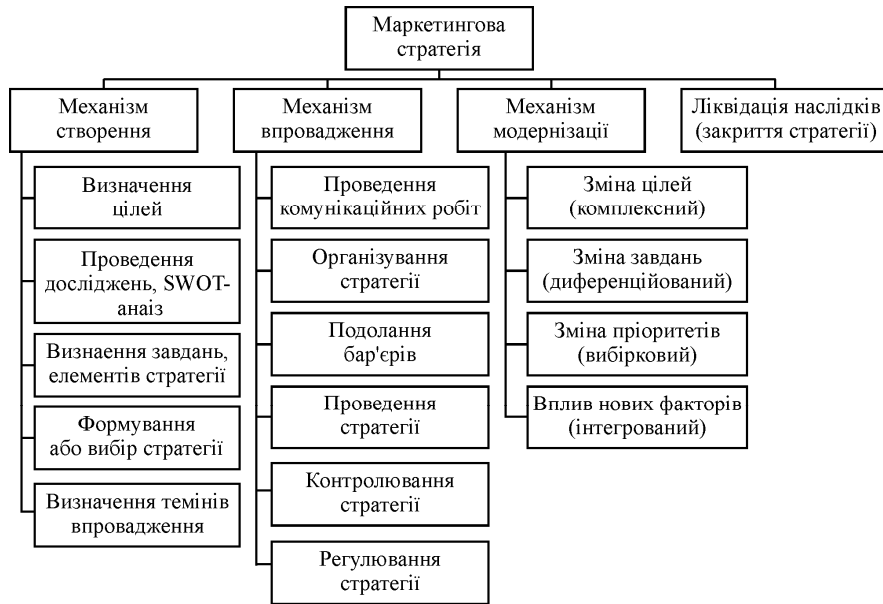 Маркетингова
стратегія
Механізм
створення
Механізм
впровадження
Механізм
модернізації
Ліквідація наслідків
(закриття стратегії)
Визначення
цілей
Проведення
досліджень, SWOT-
анаіз
Визнаення завдань,
елементів стратегії
Формування
або вибір стратегії
Визначення темінів
впровадження
Проведення
комунікаційних робіт
Організування
стратегії
Подолання
бар'єрів
Проведення
стратегії
Контролювання
стратегії
Регулювання
стратегії
Зміна цілей
(комплексний)
Зміна завдань
(диференційований)
Зміна пріоритетів
(вибірковий)
Вплив нових факторів
(інтегрований)